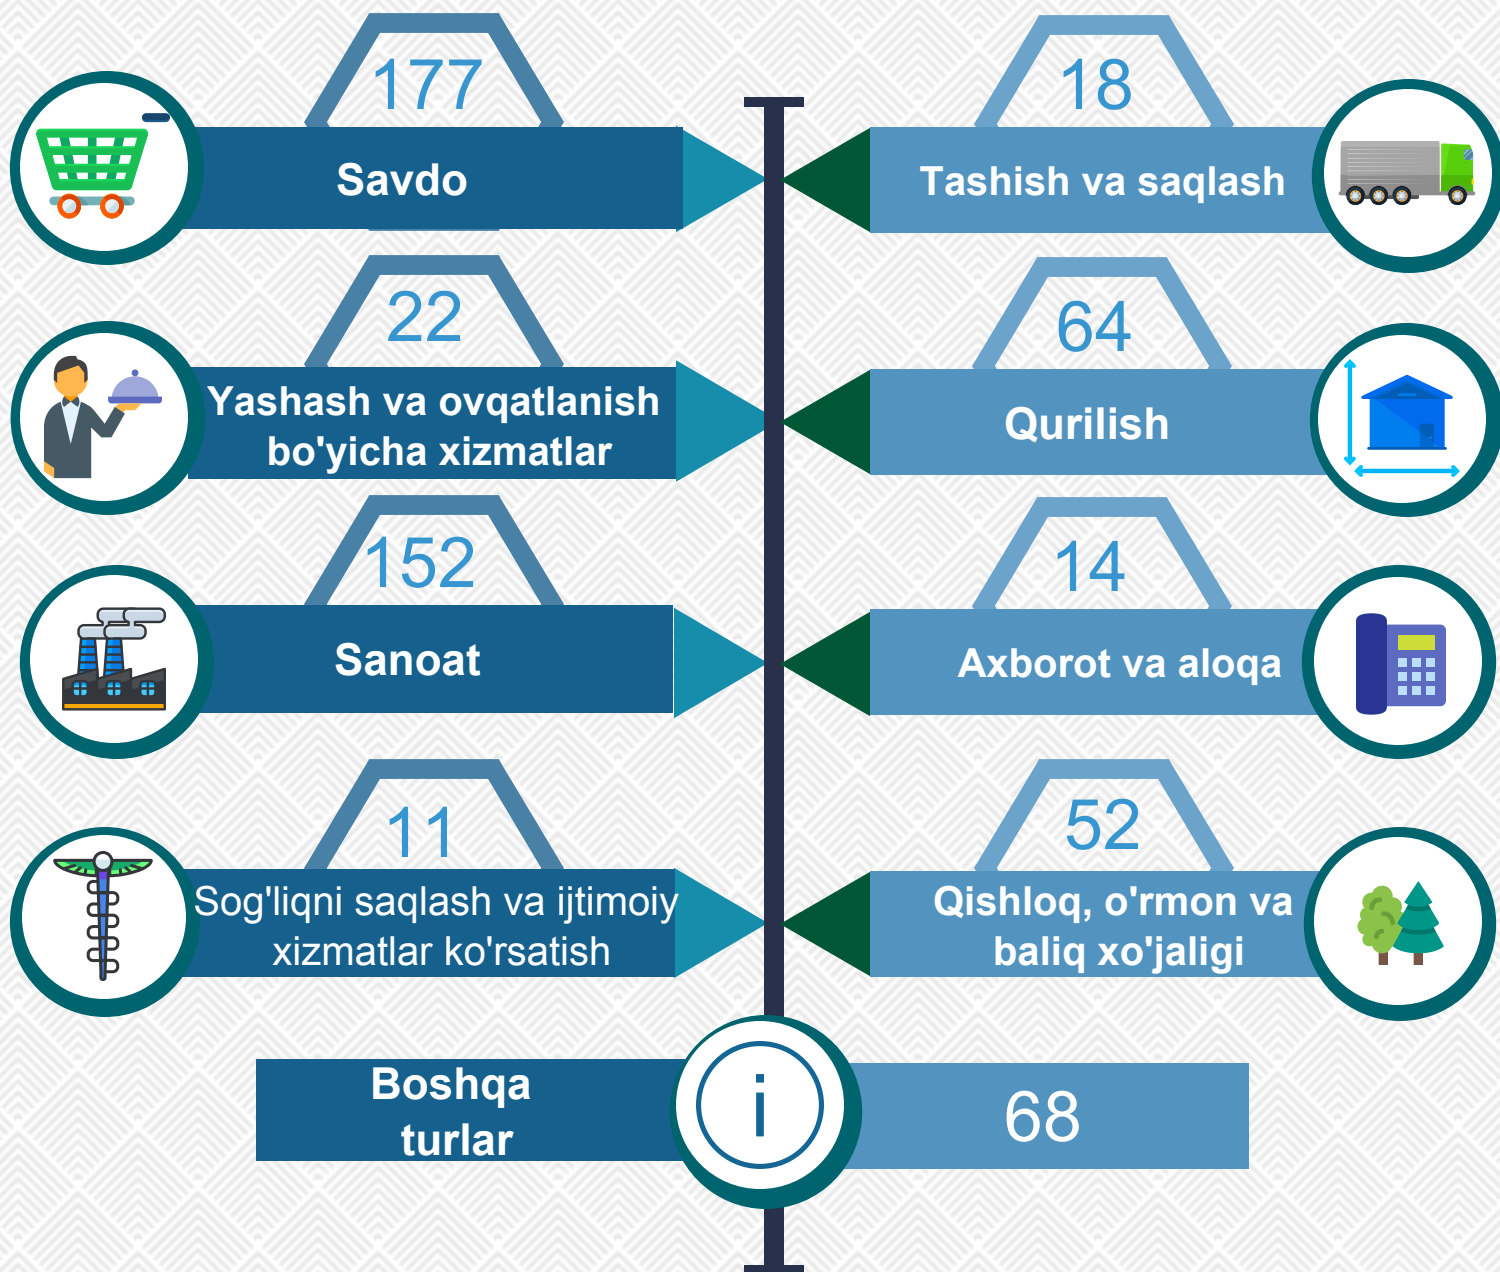 177
Savdo
18
Tashish va saqlash
22
Yashash va ovqatlanish
bo'yicha xizmatlar
64
Qurilish
152
Sanoat
14
Axborot va aloqa
11
Sog'liqni saqlash va ijtimoiy
xizmatlar ko'rsatish
52
Qishloq, o'rmon va
baliq xo'jaligi
Boshqa
turlar
i
68